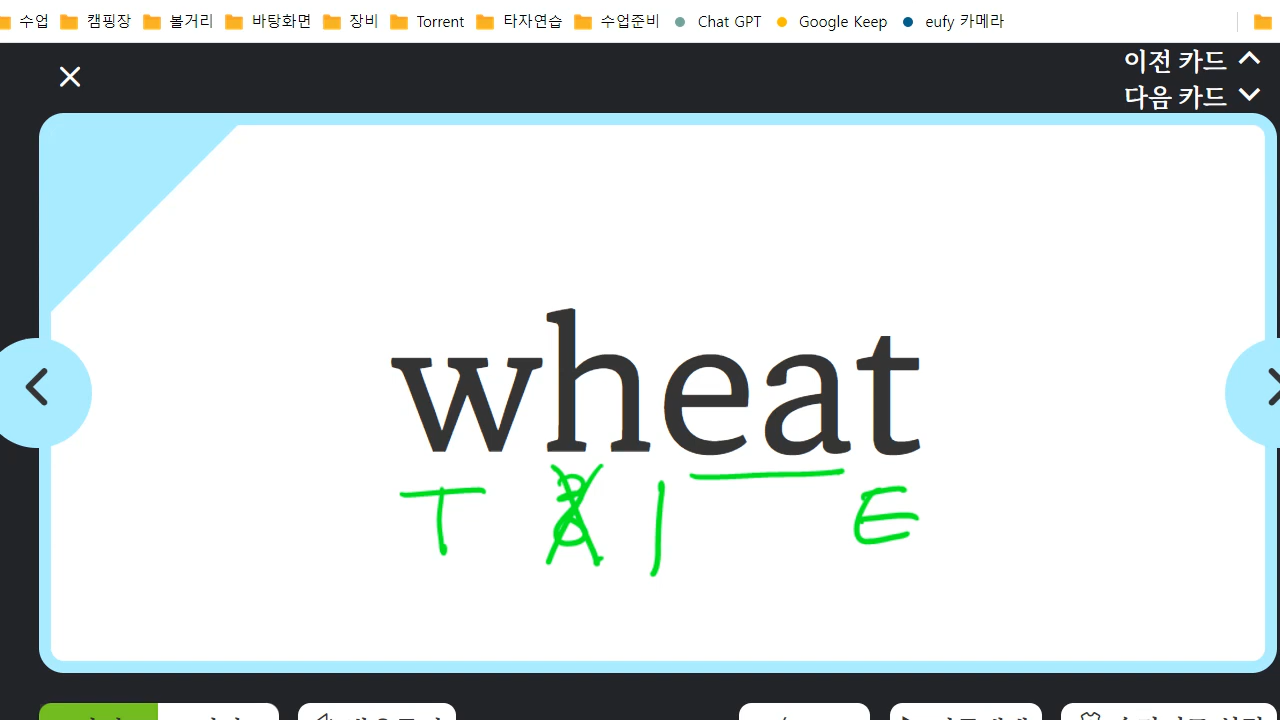 수업 캠핑장 볼거리 바탕화면 장비 Torrent 타자연습 수업준비 Chat GPT Google Keep eufy 카메라
이전 카드
다음 카드
wheat
ㅜ ㅣ ㅌ